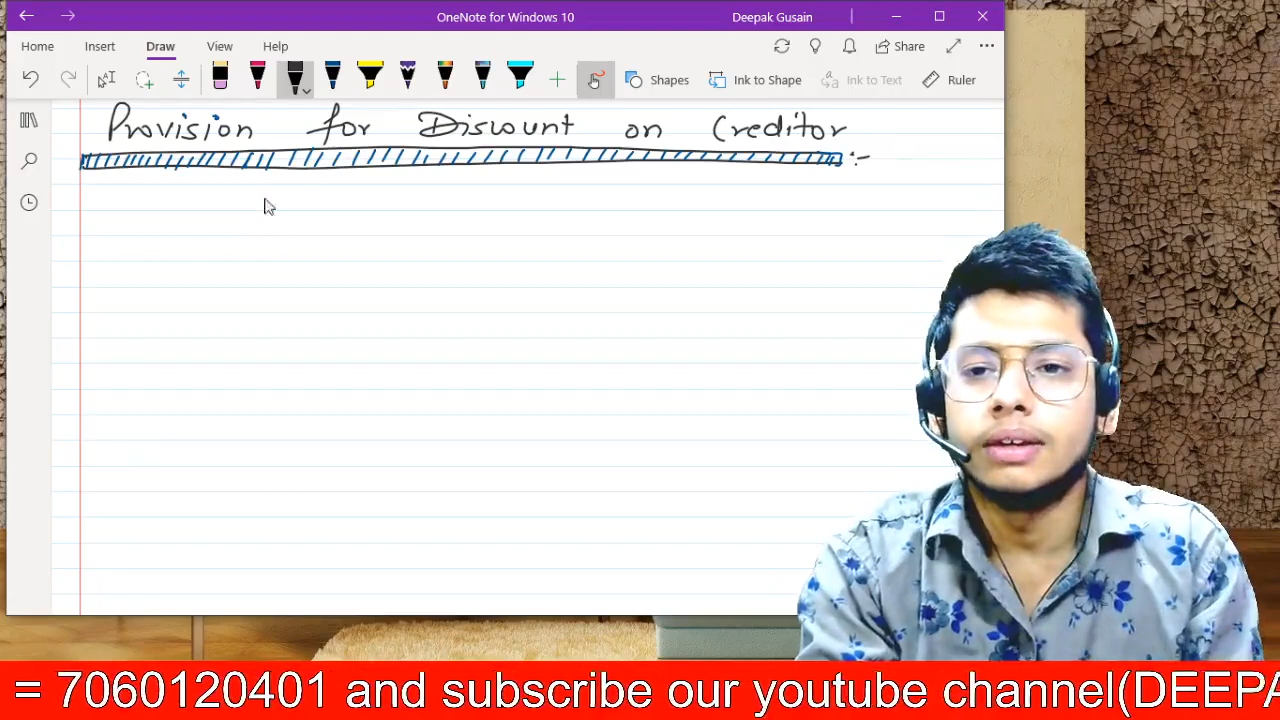 OneNote for Windows 10
Deepak Gusain
Home Insert Draw View Help
Share
Shapes
Ink to Shape
Ink to Text
Ruler
Provision for Discount on Creditor :-
= 7060120401 and subscribe our youtube channel(DEEPA